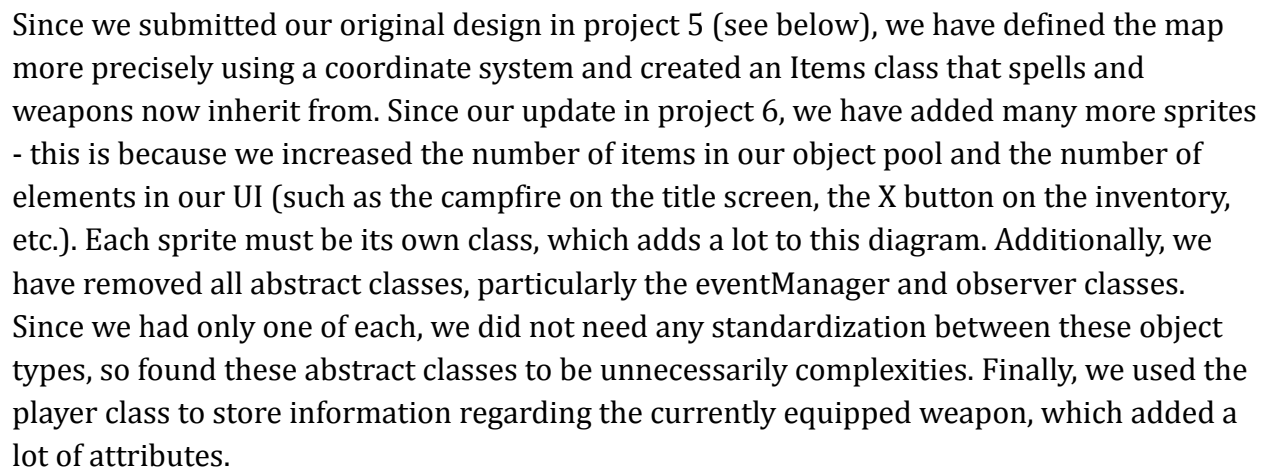 Since we submitted our original design in project 5 (see below), we have defined the map
more precisely using a coordinate system and created an Items class that spells and
weapons now inherit from. Since our update in project 6, we have added many more sprites
- this is because we increased the number of items in our object pool and the number of
elements in our UI (such as the campfire on the title screen, the X button on the inventory,
etc.). Each sprite must be its own class, which adds a lot to this diagram. Additionally, we
have removed all abstract classes, particularly the eventManager and observer classes.
Since we had only one of each, we did not need any standardization between these object
types, so found these abstract classes to be unnecessarily complexities. Finally, we used the
player class to store information regarding the currently equipped weapon, which added a
lot of attributes.